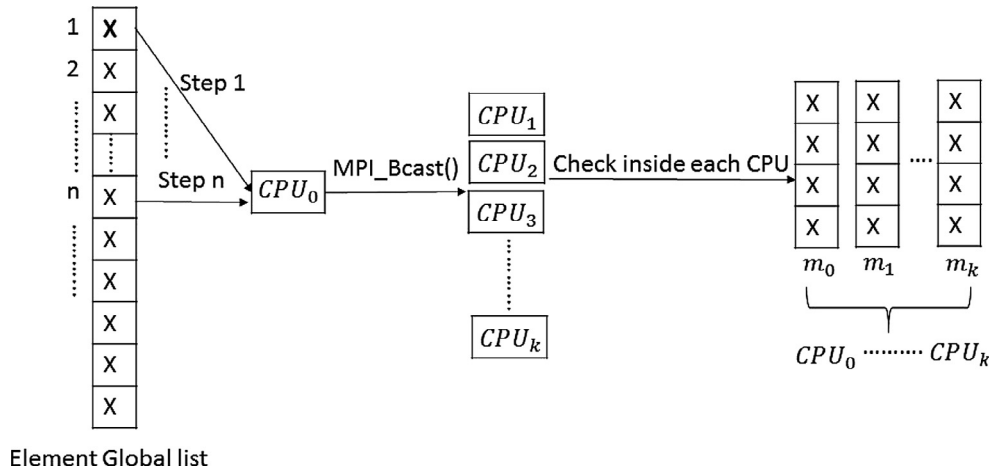 1 X
2 X
X
Step 1
Step n
n X
X
X
X
X
X
CPU₀
MPI_Bcast()
CPU₁
CPU₂
CPU₃
CPUₖ
Check inside each CPU
X X X
X X X
X X X
X X X
m₀ m₁ mₖ
CPU₀ CPUₖ
Element Global list